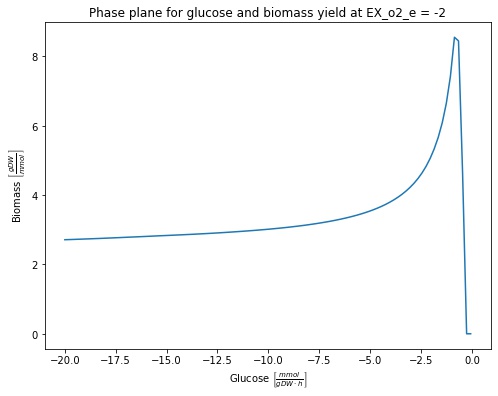 Phase plane for glucose and biomass yield at EX_o2_e = -2
Biomass [gDW/mmol]
8
6
4
2
0
−20.0 −17.5 −15.0 −12.5 −10.0 −7.5 −5.0 −2.5 0.0
Glucose [mmol/gDW · h]